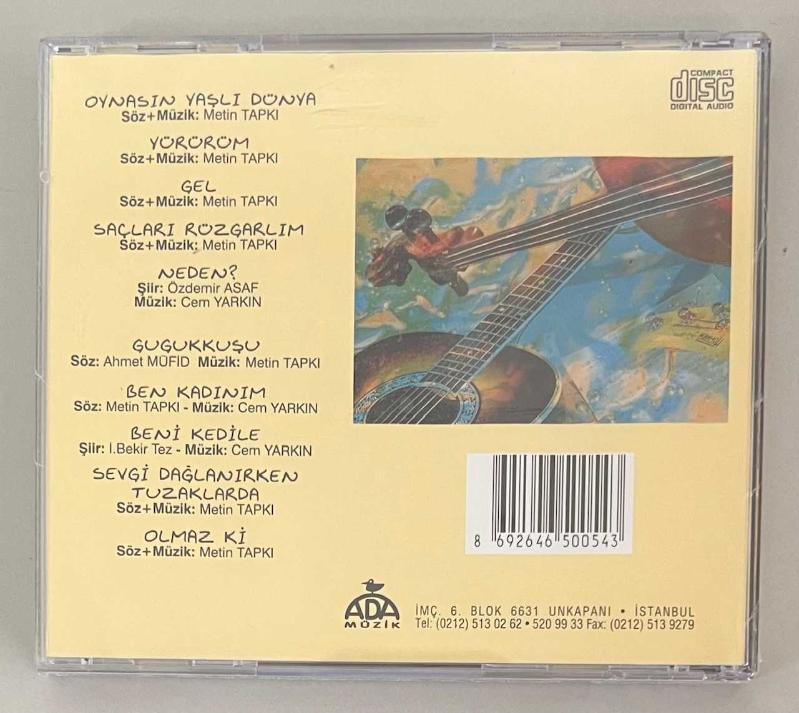 OYNASIN YAŞLI DÜNYA
Söz+Müzik: Metin TAPKI
YÜRÜRÜM
Söz+Müzik: Metin TAPKI
GEL
Söz+Müzik: Metin TAPKI
SAÇLARI RÜZGARLIM
Söz+Müzik: Metin TAPKI
NEDEN?
Şiir: Özdemir ASAF
Müzik: Cem YARKIN
GUGUKKUŞU
Söz: Ahmet MÜFİD Müzik: Metin TAPKI
BEN KADINIM
Söz: Metin TAPKI - Müzik: Cem YARKIN
BENİ KEDİLE
Şiir: İ.Bekir Tez - Müzik: Cem YARKIN
SEVGİ DAĞLANIRKEN
TUZAKLARDA
Söz+Müzik: Metin TAPKI
OLMAZ Kİ
Söz+Müzik: Metin TAPKI
COMPACT
disc
DIGITAL AUDIO
8 692646 500543
ADA
MÜZİK
İMÇ. 6. BLOK 6631 UNKAPANI • İSTANBUL
Tel: (0212) 513 02 62 • 520 99 33 Fax: (0212) 513 9279